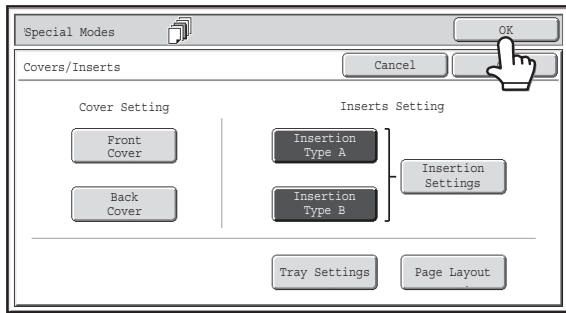 Special Modes
OK
Covers/Inserts
Cancel
Cover Setting
Inserts Setting
Front
Cover
Insertion
Type A
Insertion
Settings
Back
Cover
Insertion
Type B
Tray Settings
Page Layout